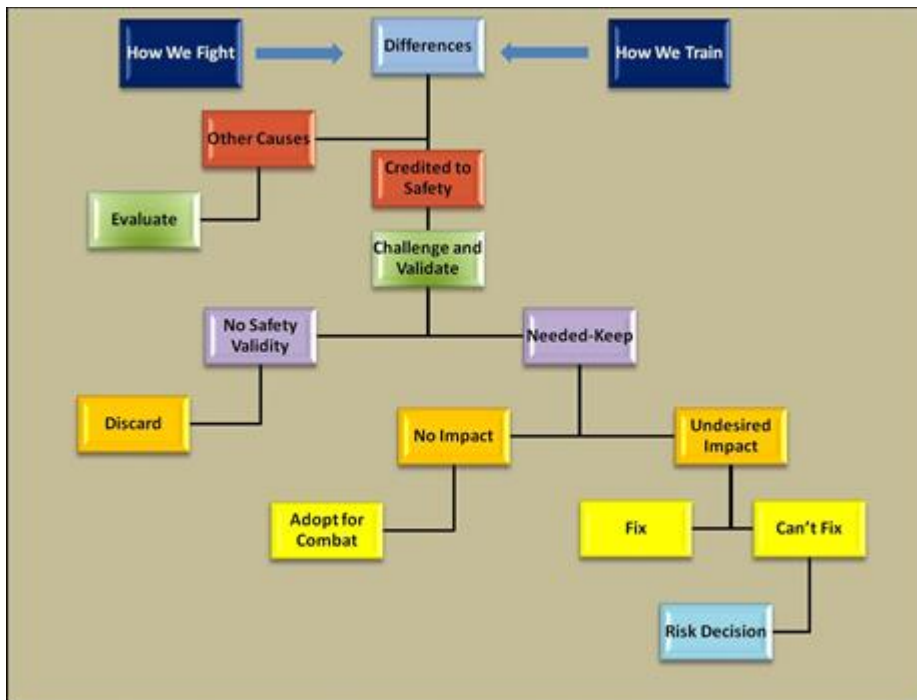 How We Fight
Differences
How We Train
Other Causes
Credited to
Safety
Evaluate
Challenge and
Validate
No Safety
Validity
Needed-Keep
Discard
No Impact
Undesired
Impact
Adopt for
Combat
Fix
Can't Fix
Risk Decision